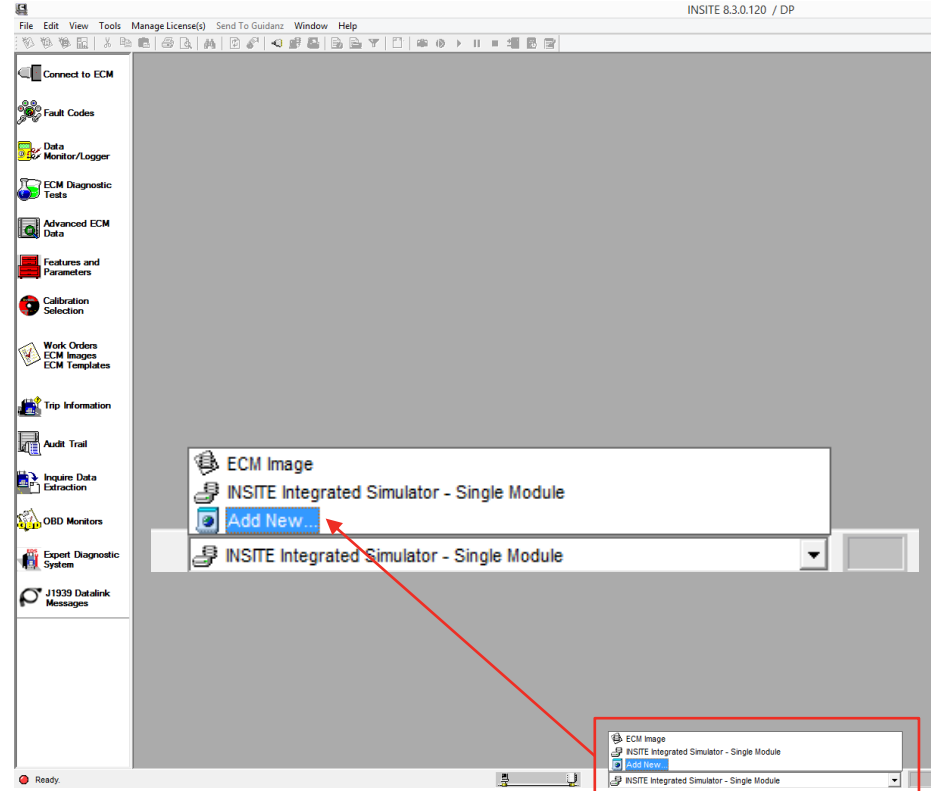 INSITE 8.3.0.120 / DP
File Edit View Tools Manage License(s) Send To Guidanz Window Help
Connect to ECM
Fault Codes
Data
Monitor/Logger
ECM Diagnostic
Tests
Advanced ECM
Data
Features and
Parameters
Calibration
Selection
Work Orders
ECM Images
ECM Templates
Trip Information
Audit Trail
Inquire Data
Extraction
OBD Monitors
Expert Diagnostic
System
J1939 Datalink
Messages
ECM Image
INSITE Integrated Simulator - Single Module
Add New...
INSITE Integrated Simulator - Single Module
ECM Image
INSITE Integrated Simulator - Single Module
Add New...
Ready.
INSITE Integrated Simulator - Single Module